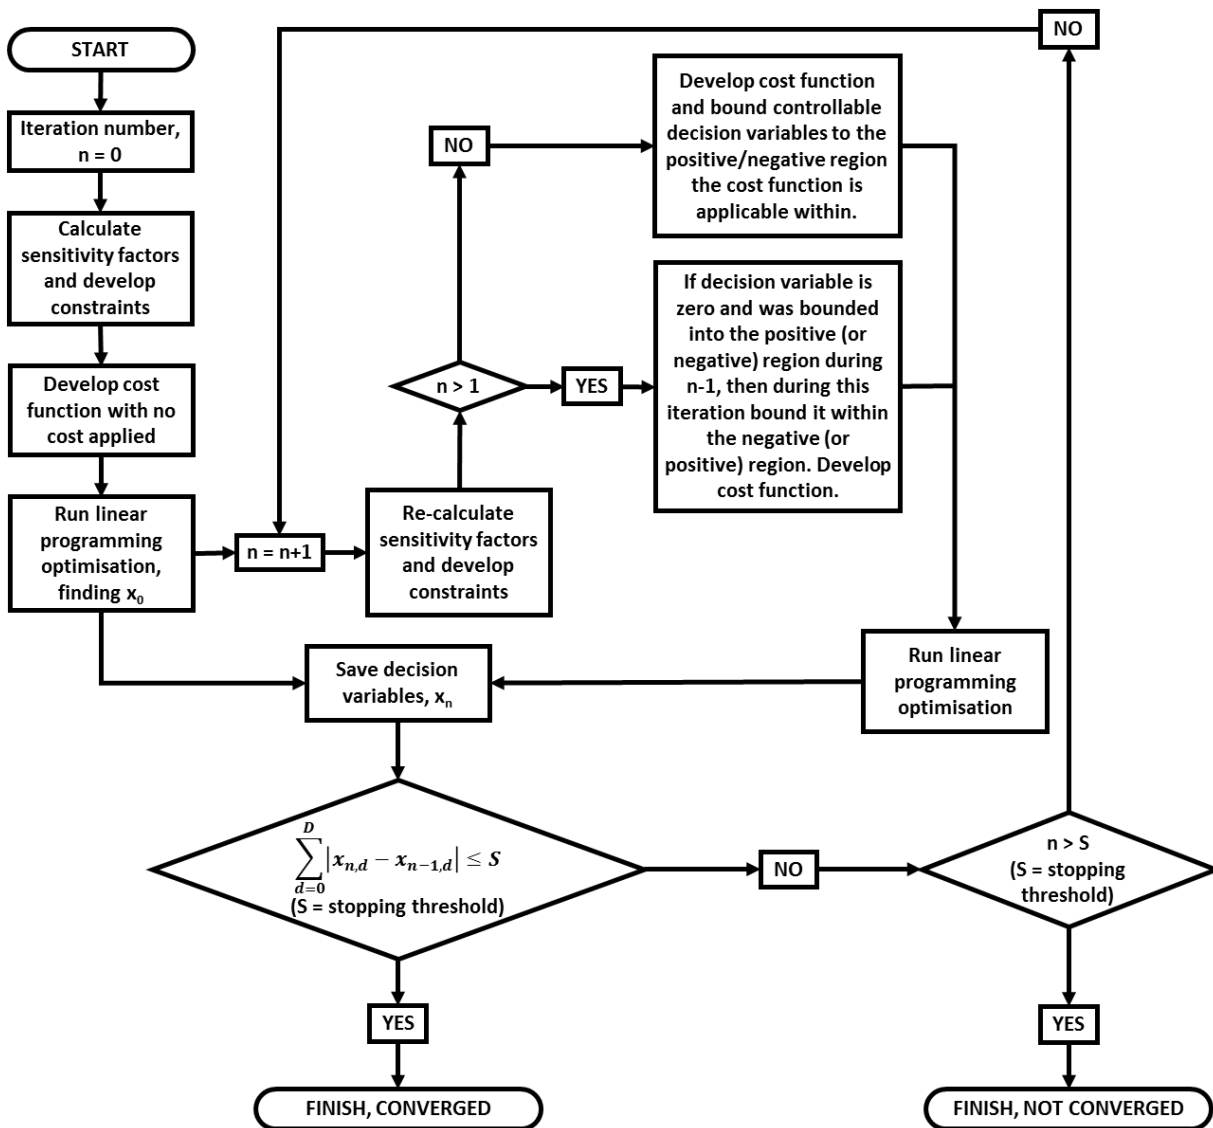 START
Iteration number,
n = 0
Calculate
sensitivity factors
and develop
constraints
Develop cost
function with no
cost applied
Run linear
programming
optimisation,
finding x₀
n = n+1
Re-calculate
sensitivity factors
and develop
constraints
n > 1
NO
Develop cost function
and bound controllable
decision variables to the
positive/negative region
the cost function is
applicable within.
YES
If decision variable is
zero and was bounded
into the positive (or
negative) region during
n-1, then during this
iteration bound it within
the negative (or
positive) region. Develop
cost function.
Run linear
programming
optimisation
Save decision
variables, xₙ
∑_{d=0}^{D} |x_{n,d} − x_{n−1,d}| ≤ S
(S = stopping threshold)
NO
n > S
(S = stopping
threshold)
NO
YES
FINISH, CONVERGED
YES
FINISH, NOT CONVERGED